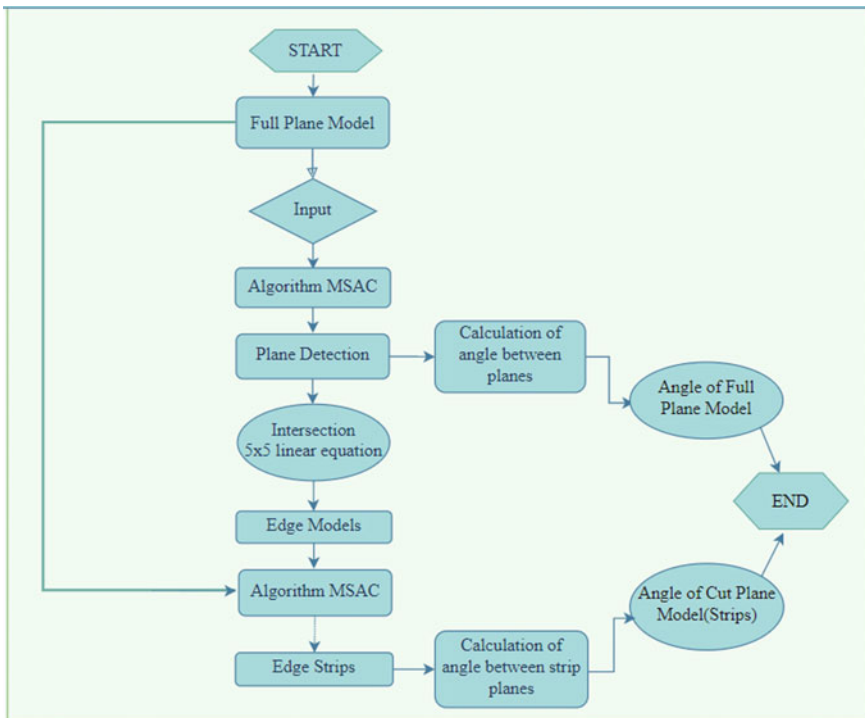 START
Full Plane Model
Input
Algorithm MSAC
Plane Detection
Calculation of
angle between
planes
Angle of Full
Plane Model
Intersection
5x5 linear equation
END
Edge Models
Algorithm MSAC
Angle of Cut Plane
Model(Strips)
Edge Strips
Calculation of
angle between strip
planes